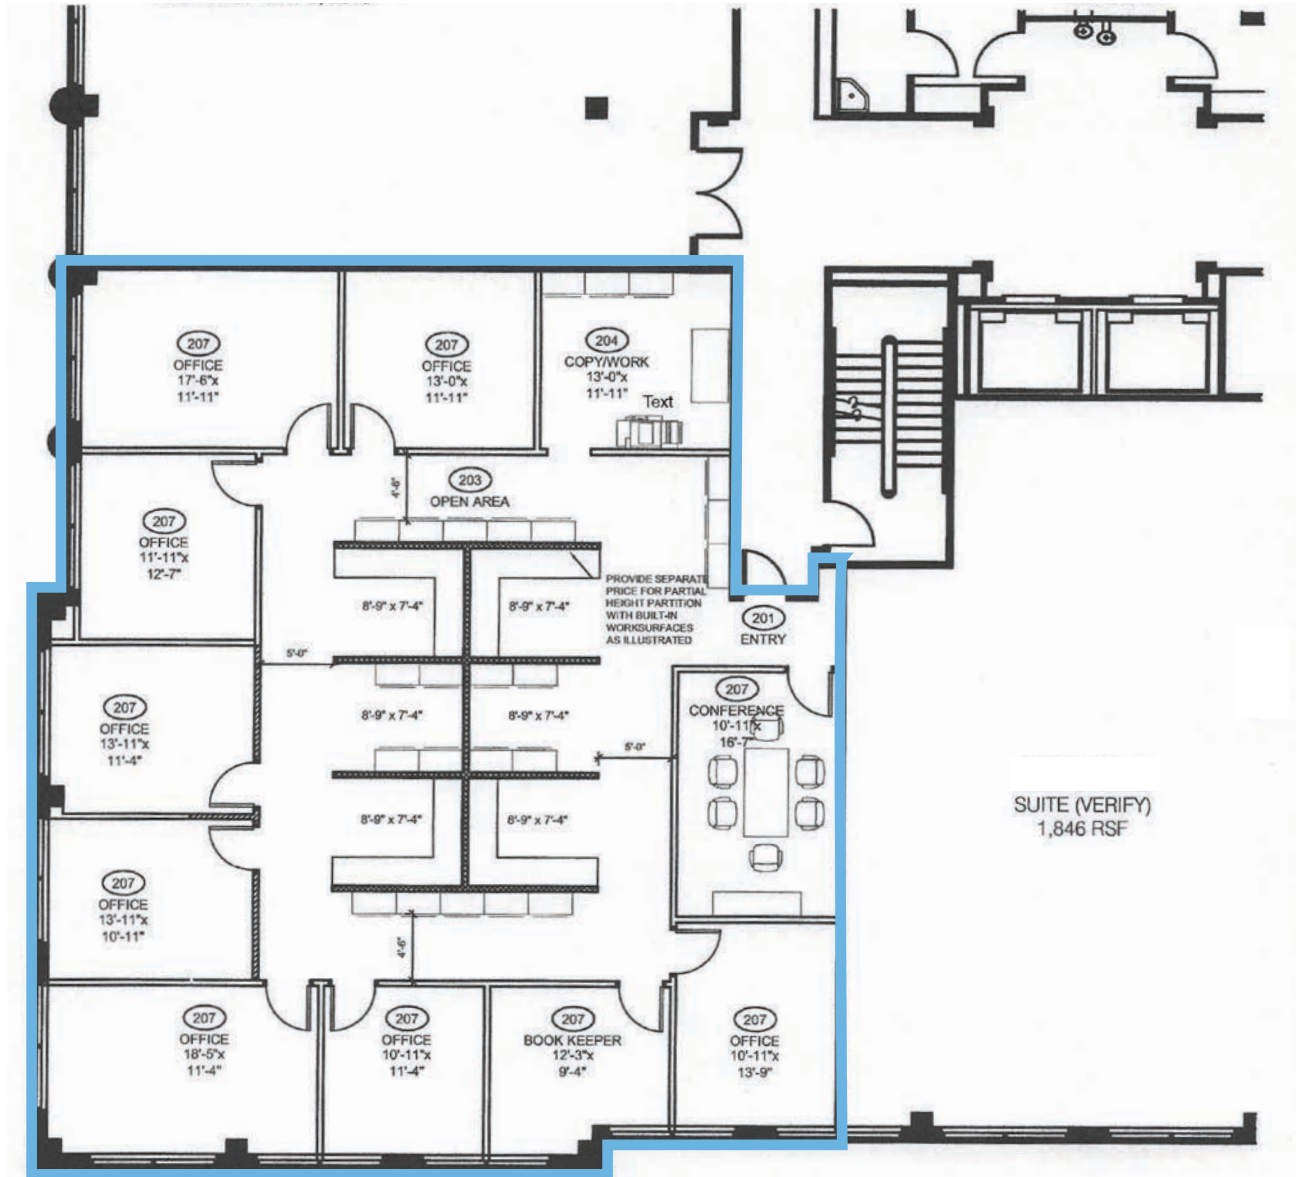 207
OFFICE
17'-6"x
11'-11"
207
OFFICE
13'-0"x
11'-11"
204
COPY/WORK
13'-0"x
11'-11"
Text
203
OPEN AREA
4'-6"
207
OFFICE
11'-11"x
12'-7"
8'-9" x 7'-4"
8'-9" x 7'-4"
PROVIDE SEPARATE
PRICE FOR PARTIAL
HEIGHT PARTITION
WITH BUILT-IN
WORKSURFACES
AS ILLUSTRATED
201
ENTRY
5'-0"
207
OFFICE
13'-11"x
11'-4"
8'-9" x 7'-4"
8'-9" x 7'-4"
207
CONFERENCE
10'-11"x
16'-7"
5'-0"
SUITE (VERIFY)
1,846 RSF
8'-9" x 7'-4"
8'-9" x 7'-4"
207
OFFICE
13'-11"x
10'-11"
4'-6"
207
OFFICE
18'-5"x
11'-4"
207
OFFICE
10'-11"x
11'-4"
207
BOOK KEEPER
12'-3"x
9'-4"
207
OFFICE
10'-11"x
13'-9"